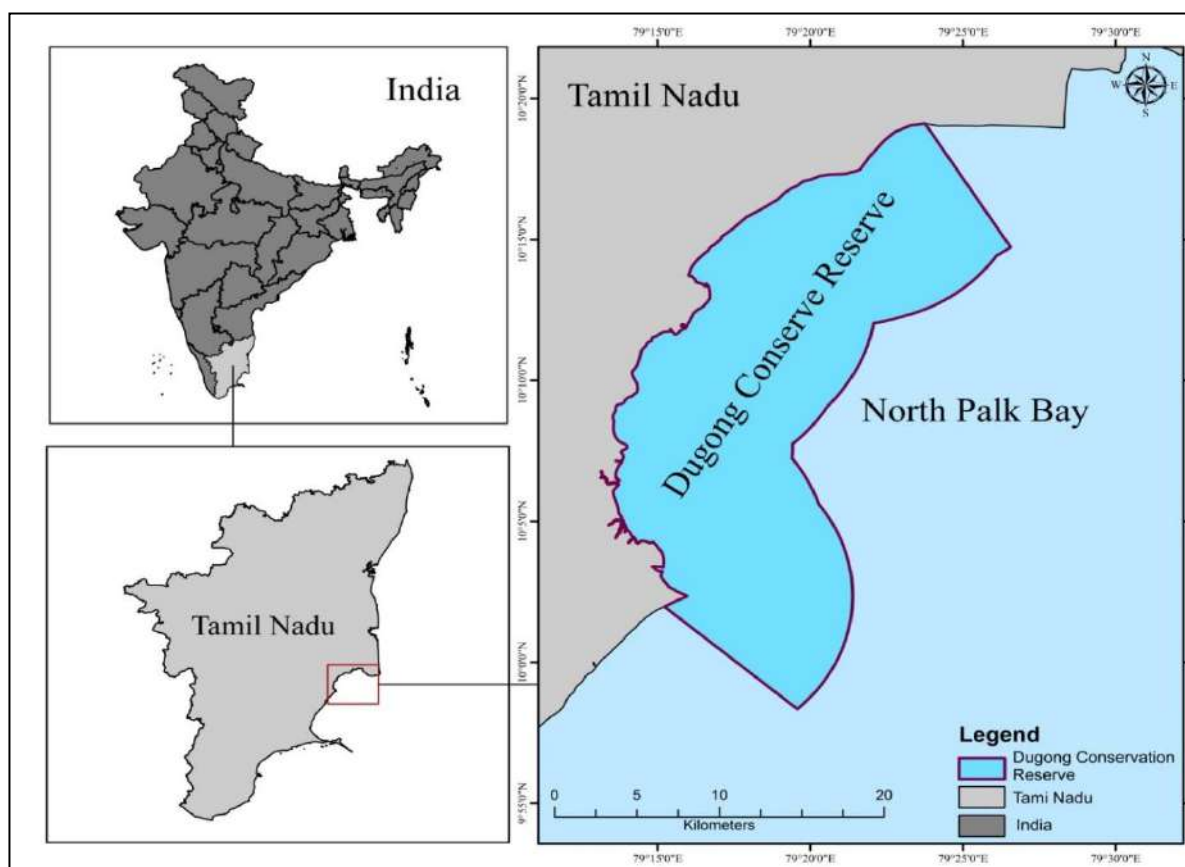 India
Tamil Nadu
79°15'0"E
79°20'0"E
79°25'0"E
79°30'0"E
10°20'0"N
10°15'0"N
10°10'0"N
10°5'0"N
10°0'0"N
9°55'0"N
Tamil Nadu
N
W
E
S
Dugong Conserve Reserve
North Palk Bay
Legend
Dugong Conservation
Reserve
Tami Nadu
India
0 5 10 20
Kilometers
79°15'0"E
79°20'0"E
79°25'0"E
79°30'0"E